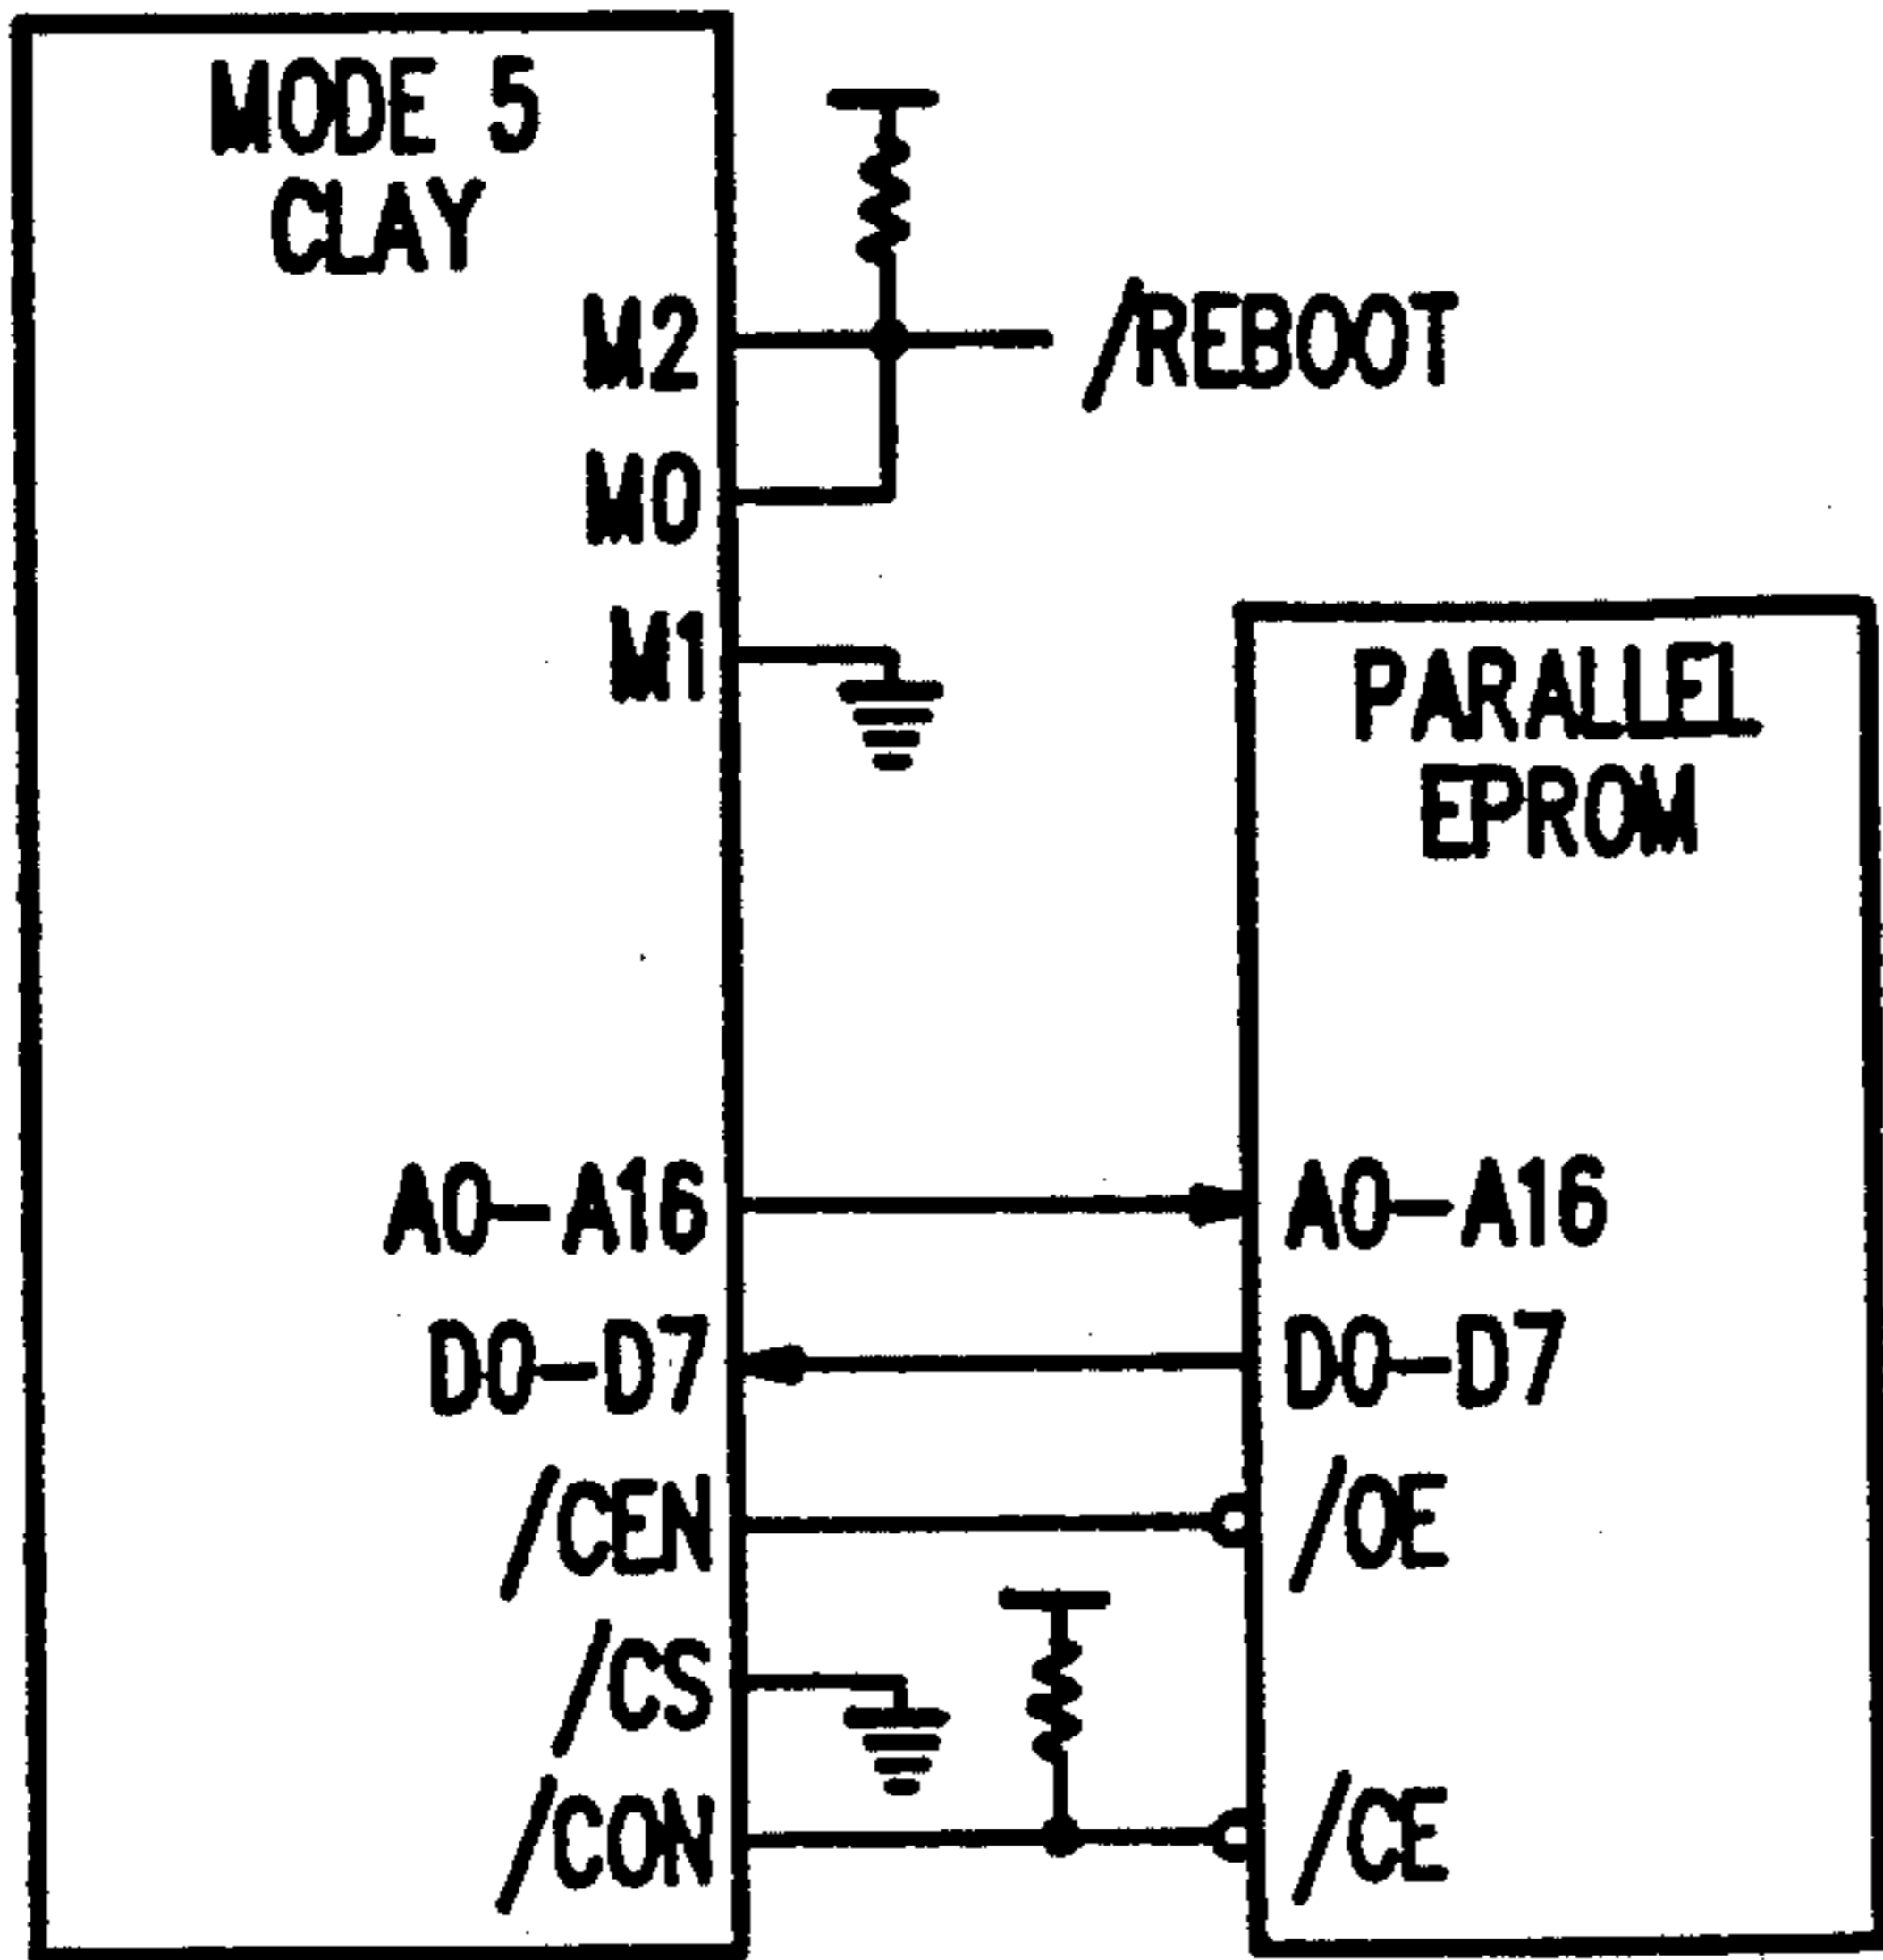 MODE 5
CLAY
M2
/REBOOT
M0
M1
PARALLEL
EPROM
A0-A16
A0-A16
D0-D7
D0-D7
/CEN
/OE
/CS
/CON
/CE